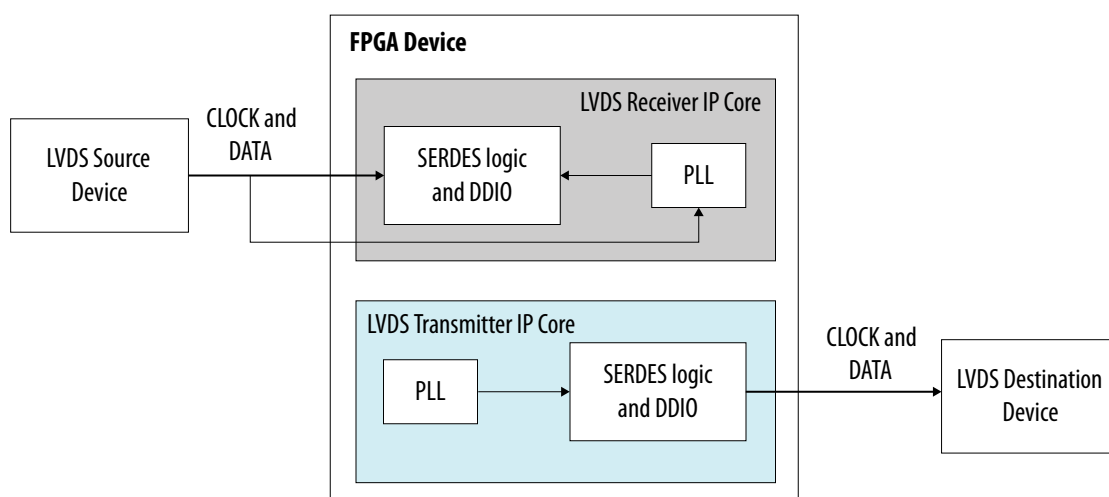 FPGA Device
LVDS Receiver IP Core
CLOCK and
DATA
LVDS Source
Device
SERDES logic
and DDIO
PLL
LVDS Transmitter IP Core
PLL
SERDES logic
and DDIO
CLOCK and
DATA
LVDS Destination
Device